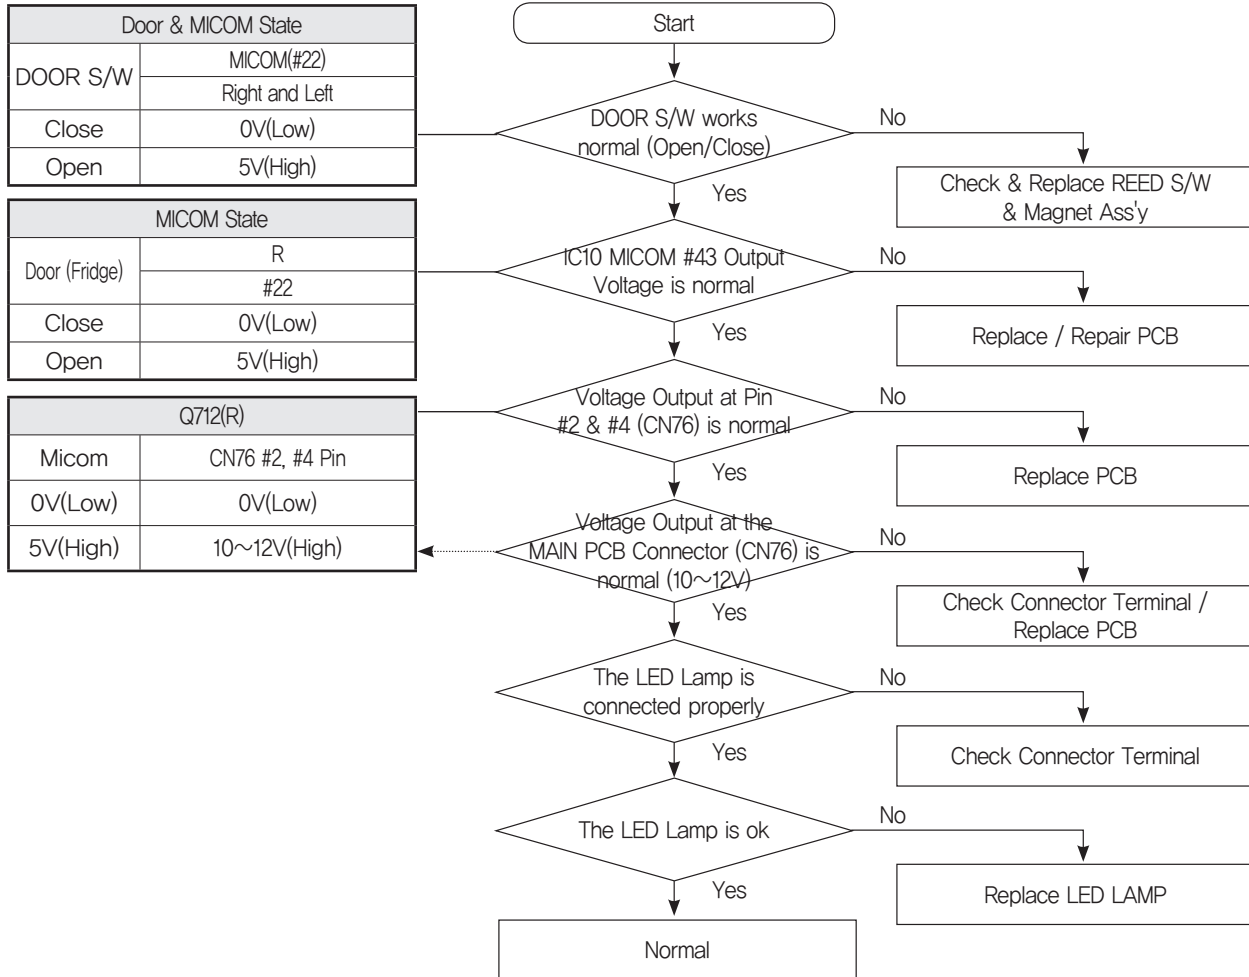 Door & MICOM State
DOOR S/W
MICOM(#22)
Right and Left
Close
0V(Low)
Open
5V(High)
MICOM State
Door (Fridge)
R
#22
Close
0V(Low)
Open
5V(High)
Q712(R)
Micom
CN76 #2, #4 Pin
0V(Low)
0V(Low)
5V(High)
10~12V(High)
Start
DOOR S/W works
normal (Open/Close)
No
Check & Replace REED S/W
& Magnet Ass'y
Yes
IC10 MICOM #43 Output
Voltage is normal
No
Replace / Repair PCB
Yes
Voltage Output at Pin
#2 & #4 (CN76) is normal
No
Replace PCB
Yes
Voltage Output at the
MAIN PCB Connector (CN76) is
normal (10~12V)
No
Check Connector Terminal /
Replace PCB
Yes
The LED Lamp is
connected properly
No
Check Connector Terminal
Yes
The LED Lamp is ok
No
Replace LED LAMP
Yes
Normal